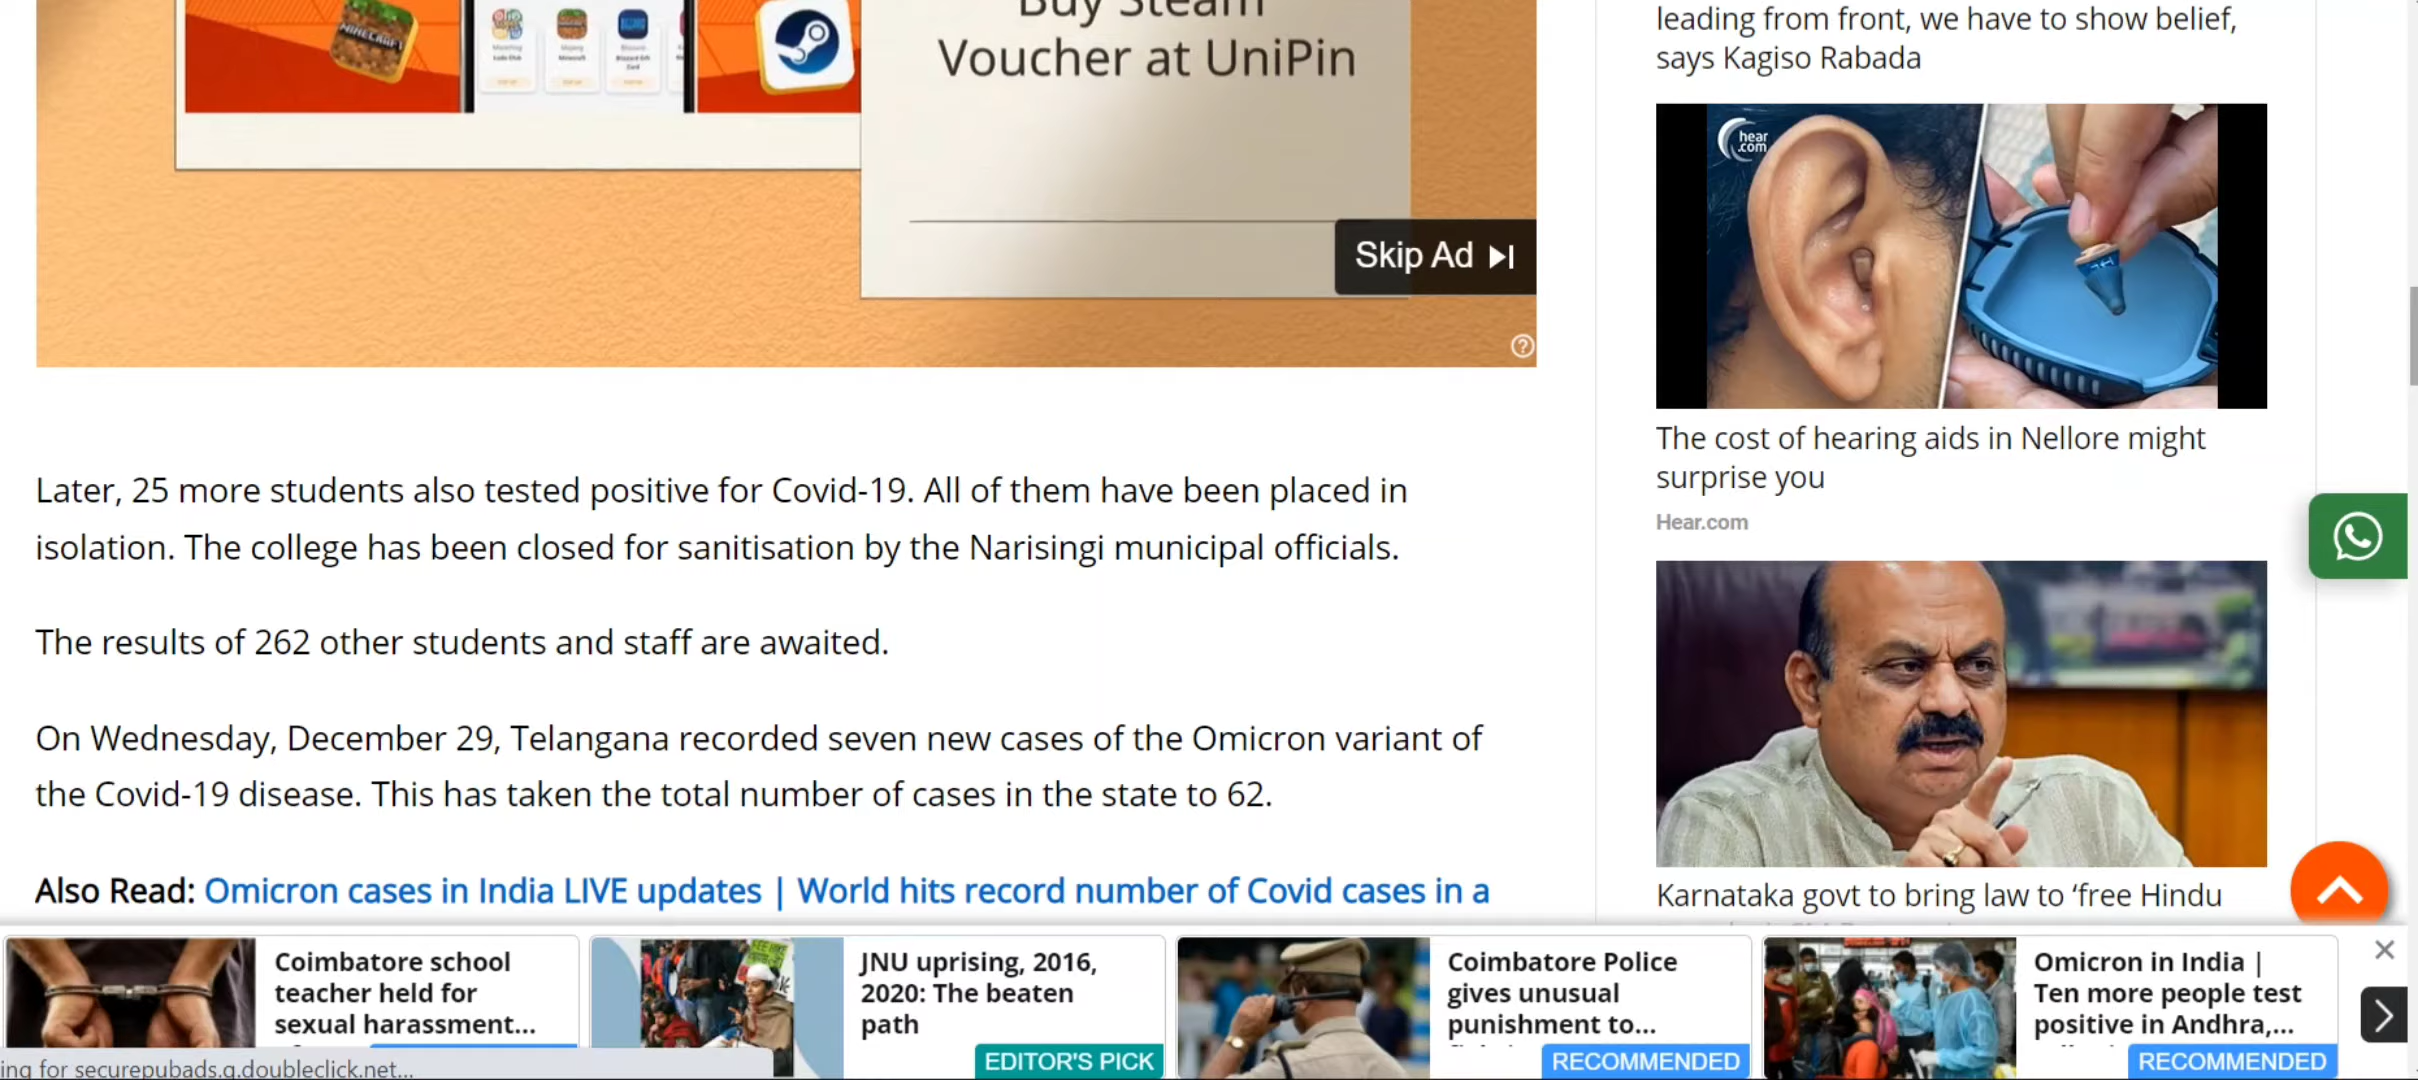 Buy Steam
Voucher at UniPin
MINECRAFT
Skip Ad
Later, 25 more students also tested positive for Covid-19. All of them have been placed in
isolation. The college has been closed for sanitisation by the Narisingi municipal officials.
The results of 262 other students and staff are awaited.
On Wednesday, December 29, Telangana recorded seven new cases of the Omicron variant of
the Covid-19 disease. This has taken the total number of cases in the state to 62.
Also Read: Omicron cases in India LIVE updates | World hits record number of Covid cases in a
leading from front, we have to show belief,
says Kagiso Rabada
hear
.com
The cost of hearing aids in Nellore might
surprise you
Hear.com
Karnataka govt to bring law to ‘free Hindu
Coimbatore school
teacher held for
sexual harassment...
JNU uprising, 2016,
2020: The beaten
path
EDITOR'S PICK
Coimbatore Police
gives unusual
punishment to...
RECOMMENDED
Omicron in India |
Ten more people test
positive in Andhra,...
RECOMMENDED
ing for securepubads.g.doubleclick.net...